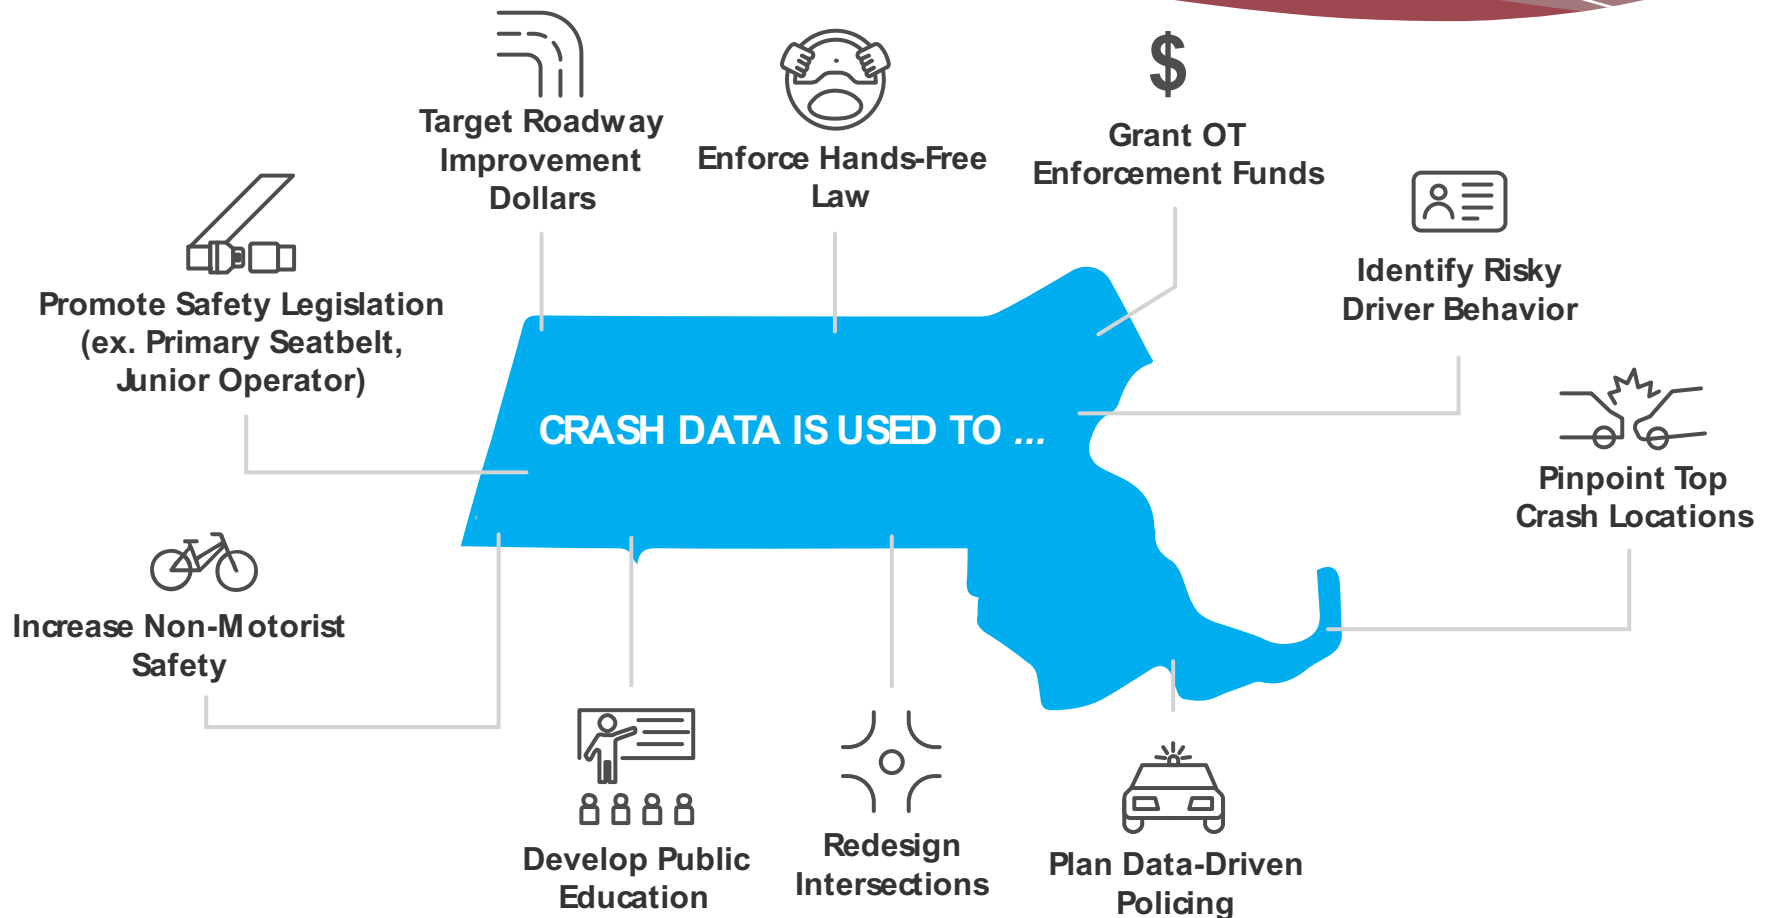 Target Roadway
Improvement
Dollars
Enforce Hands-Free
Law
$
Grant OT
Enforcement Funds
Identify Risky
Driver Behavior
Promote Safety Legislation
(ex. Primary Seatbelt,
Junior Operator)
CRASH DATA IS USED TO ...
Pinpoint Top
Crash Locations
Increase Non-Motorist
Safety
Develop Public
Education
Redesign
Intersections
Plan Data-Driven
Policing